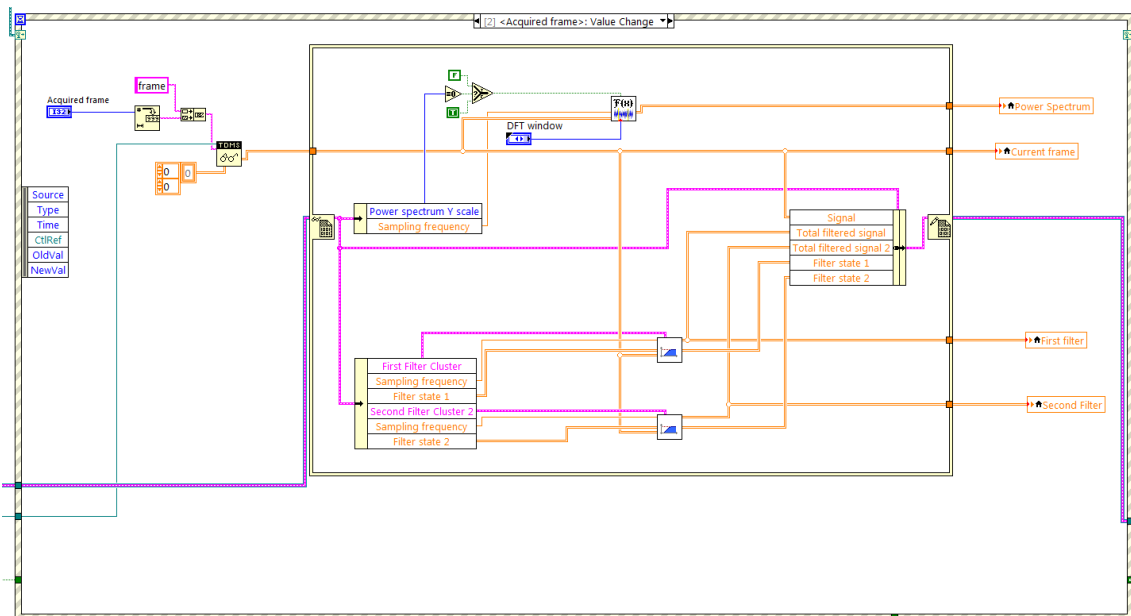 [2] <Acquired frame>: Value Change
frame
Acquired frame
I32
TDMS
0
0
0
Source
Type
Time
CtlRef
OldVal
NewVal
F
=0
?
T
F(x)
DFT window
Power spectrum Y scale
Sampling frequency
Signal
Total filtered signal
Total filtered signal 2
Filter state 1
Filter state 2
First Filter Cluster
Sampling frequency
Filter state 1
Second Filter Cluster 2
Sampling frequency
Filter state 2
Power Spectrum
Current frame
First filter
Second Filter